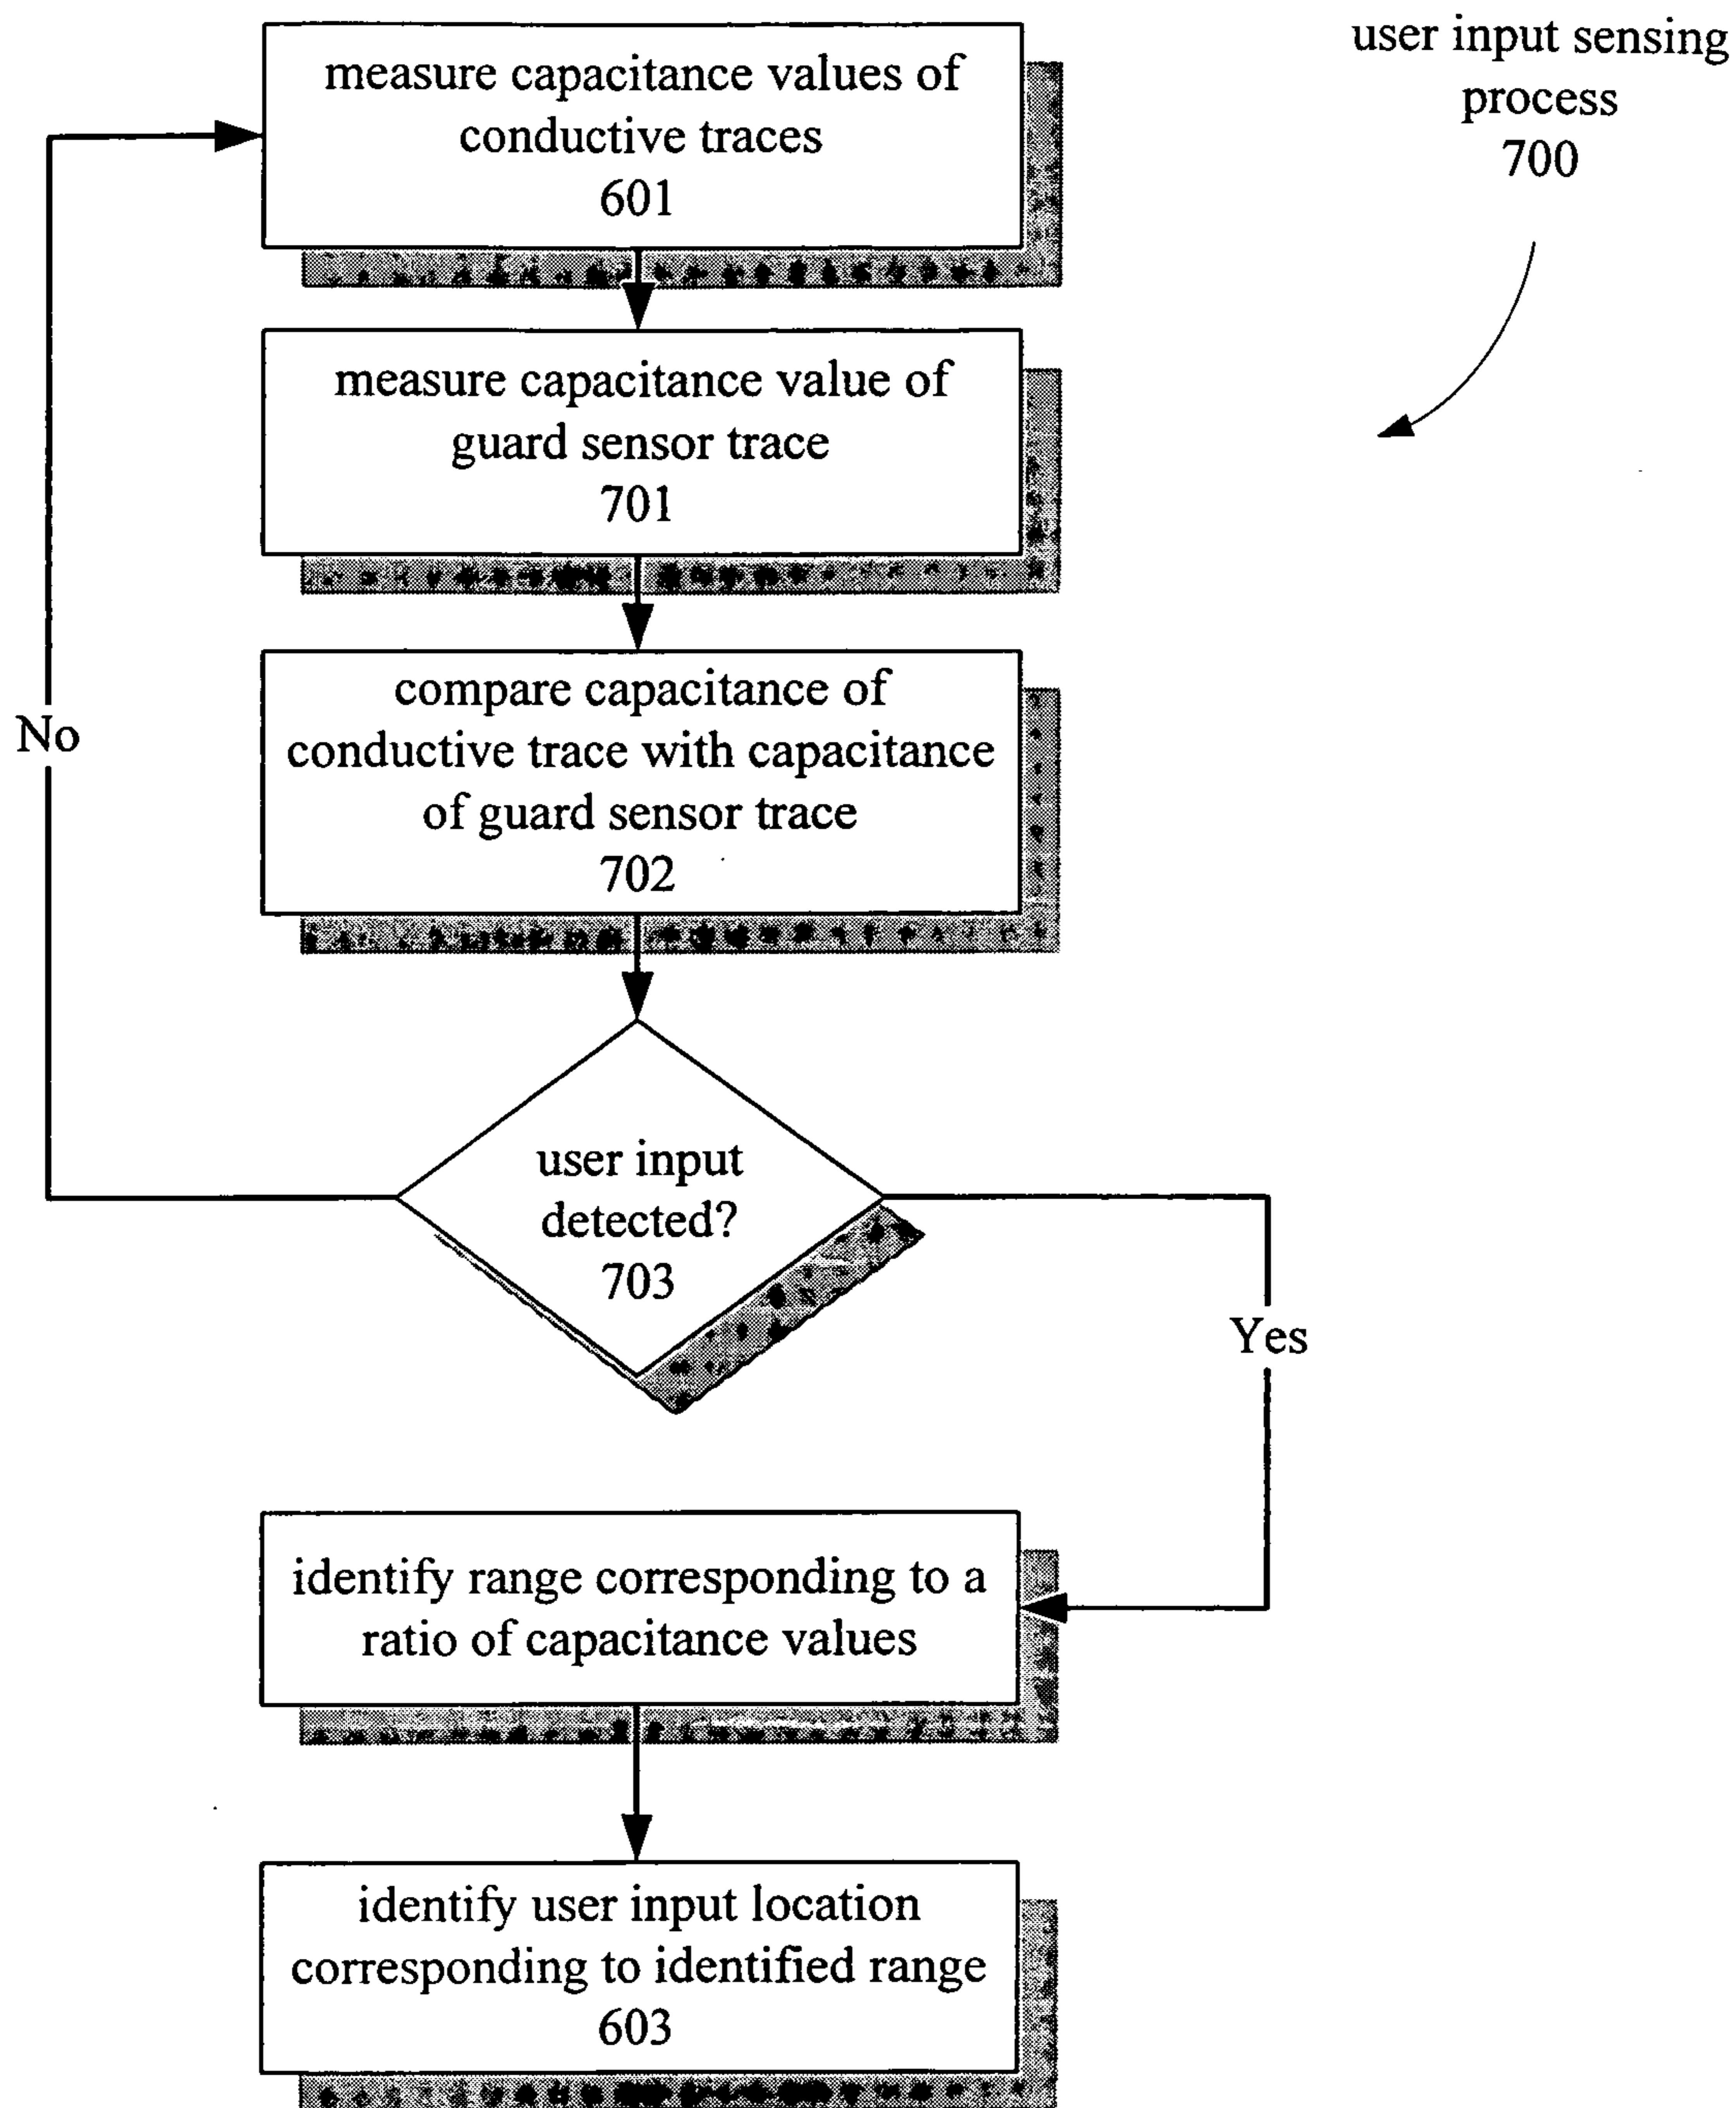 user input sensing
process
700
measure capacitance values of
conductive traces
601
measure capacitance value of
guard sensor trace
701
compare capacitance of
conductive trace with capacitance
of guard sensor trace
702
No
user input
detected?
703
Yes
identify range corresponding to a
ratio of capacitance values
identify user input location
corresponding to identified range
603